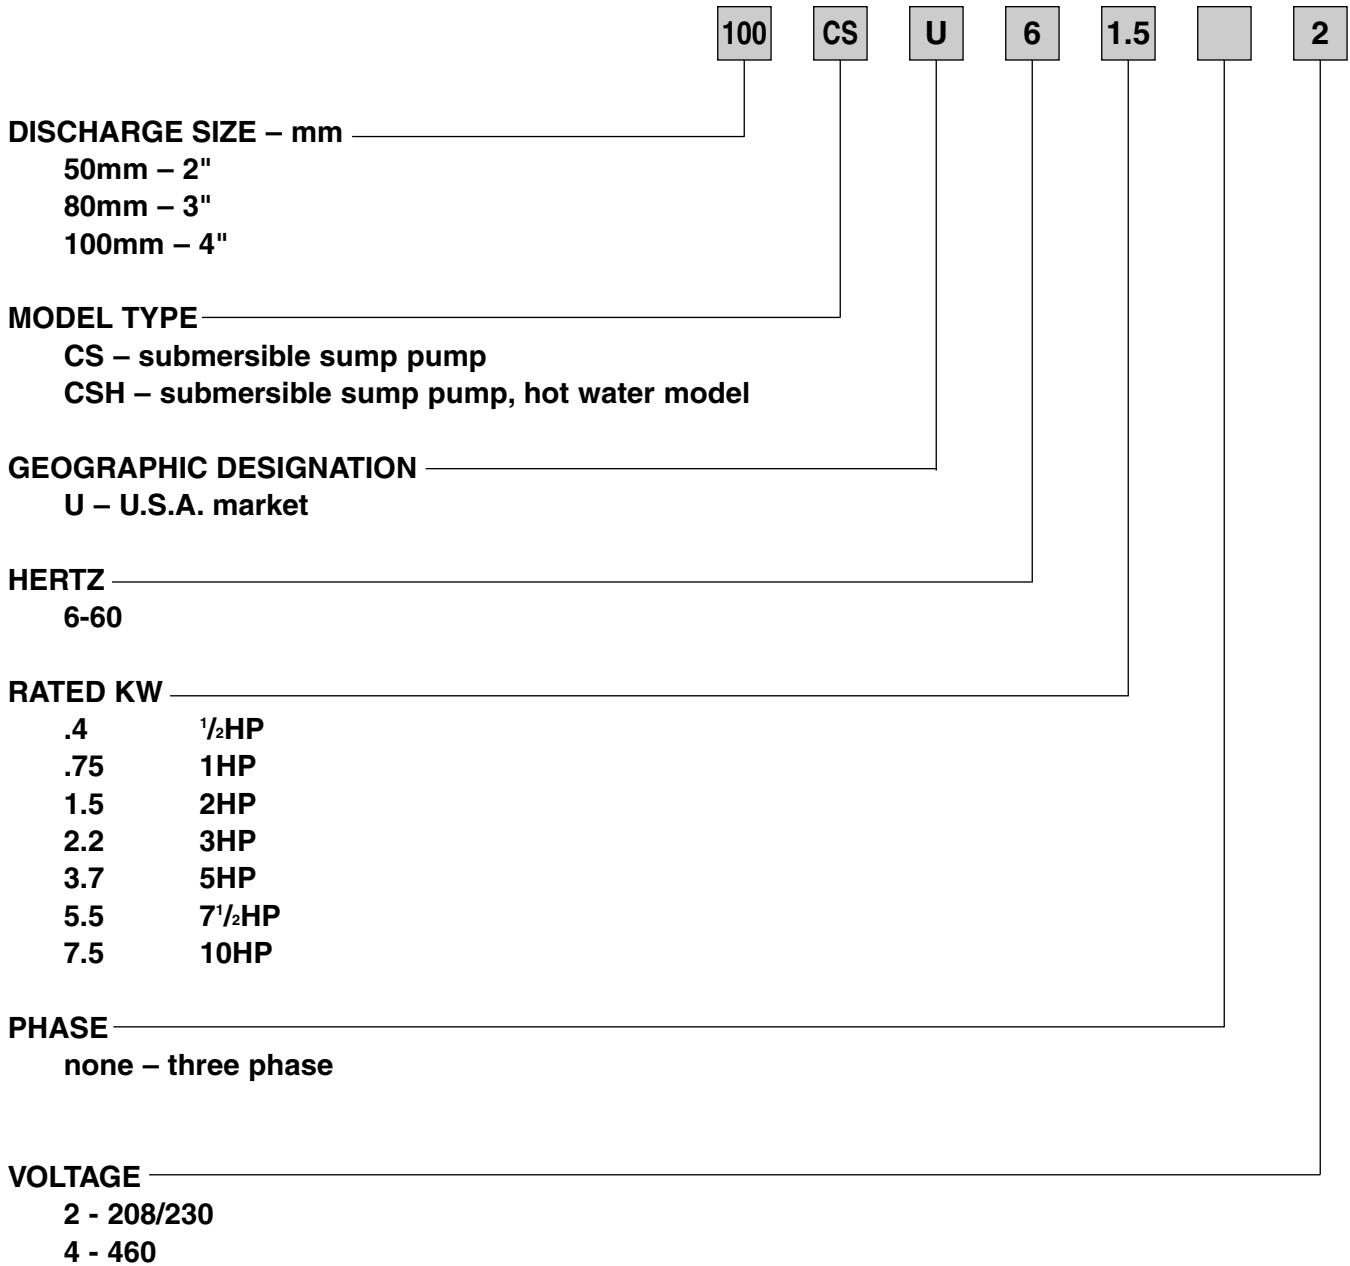 100 CS U 6 1.5 2
DISCHARGE SIZE – mm
50mm – 2"
80mm – 3"
100mm – 4"
MODEL TYPE
CS – submersible sump pump
CSH – submersible sump pump, hot water model
GEOGRAPHIC DESIGNATION
U – U.S.A. market
HERTZ
6-60
RATED KW
.4 1/2HP
.75 1HP
1.5 2HP
2.2 3HP
3.7 5HP
5.5 71/2HP
7.5 10HP
PHASE
none – three phase
VOLTAGE
2 - 208/230
4 - 460